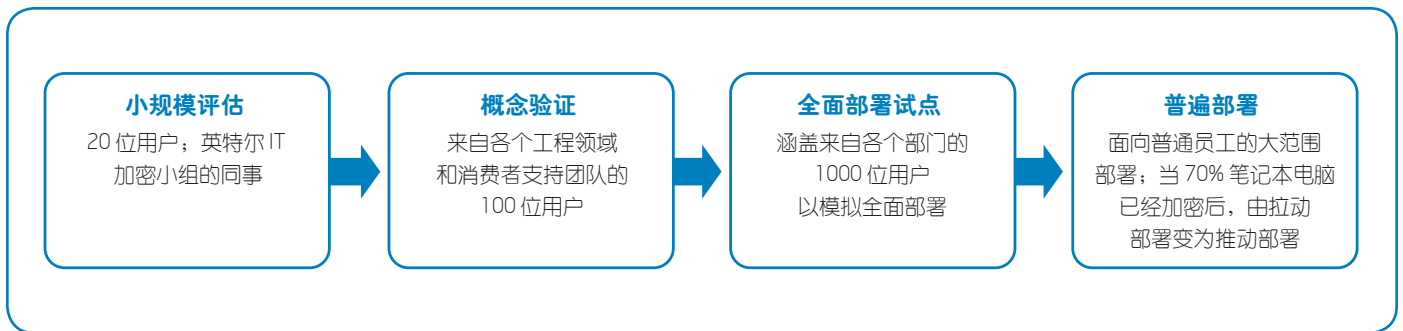 小规模评估
20 位用户；英特尔 IT
加密小组的同事
概念验证
来自各个工程领域
和消费者支持团队的
100 位用户
全面部署试点
涵盖来自各个部门的
1000 位用户
以模拟全面部署
普遍部署
面向普通员工的大范围
部署；当 70% 笔记本电脑
已经加密后，由拉动
部署变为推动部署